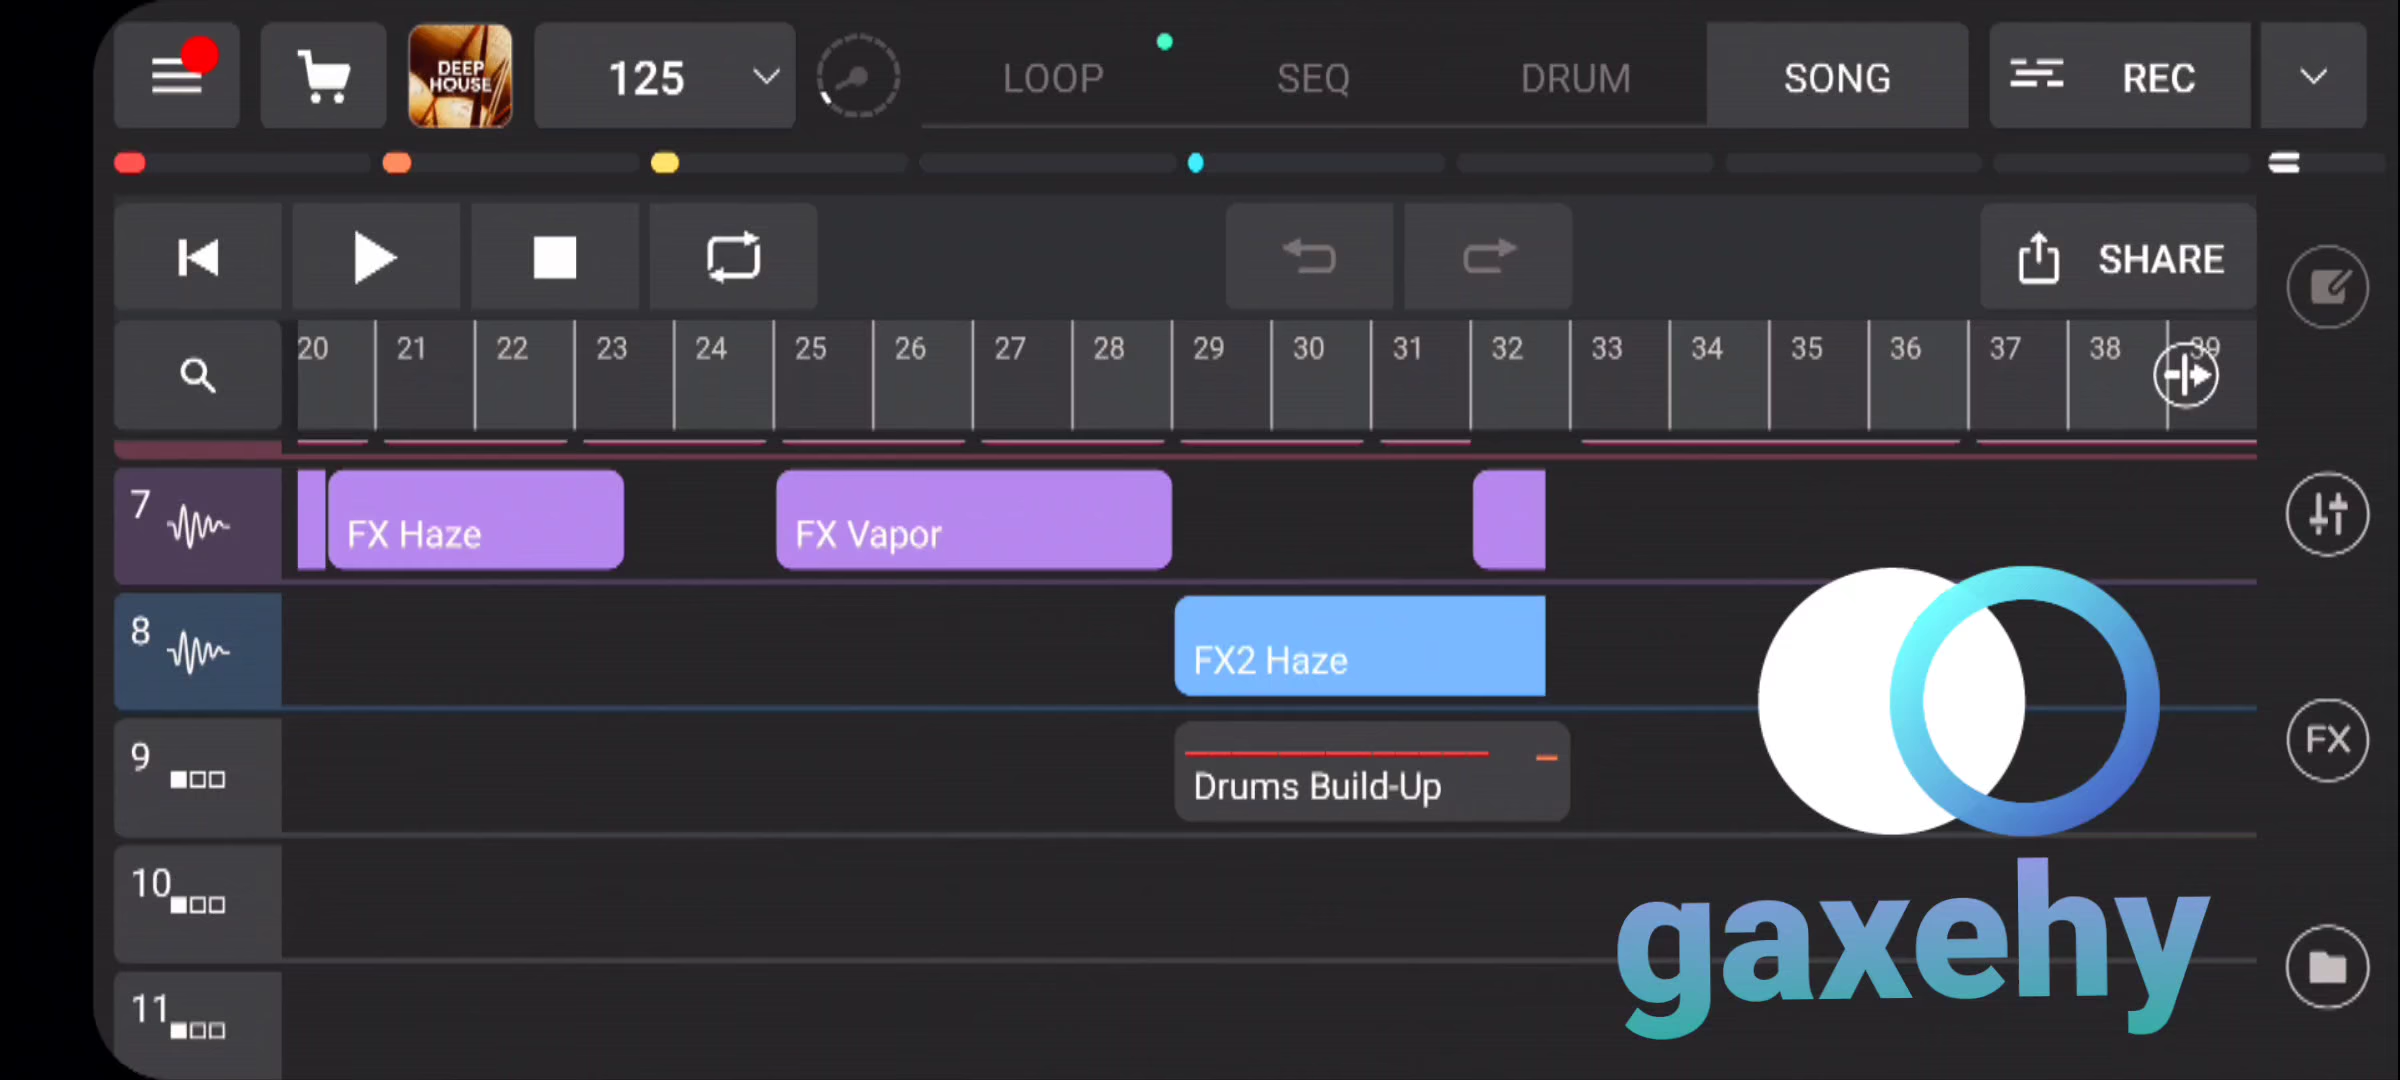 DEEP
HOUSE
125
LOOP
SEQ
DRUM
SONG
REC
SHARE
20 21 22 23 24 25 26 27 28 29 30 31 32 33 34 35 36 37 38 39
7
FX Haze
FX Vapor
8
FX2 Haze
FX
9
Drums Build-Up
10
11
gaxehy